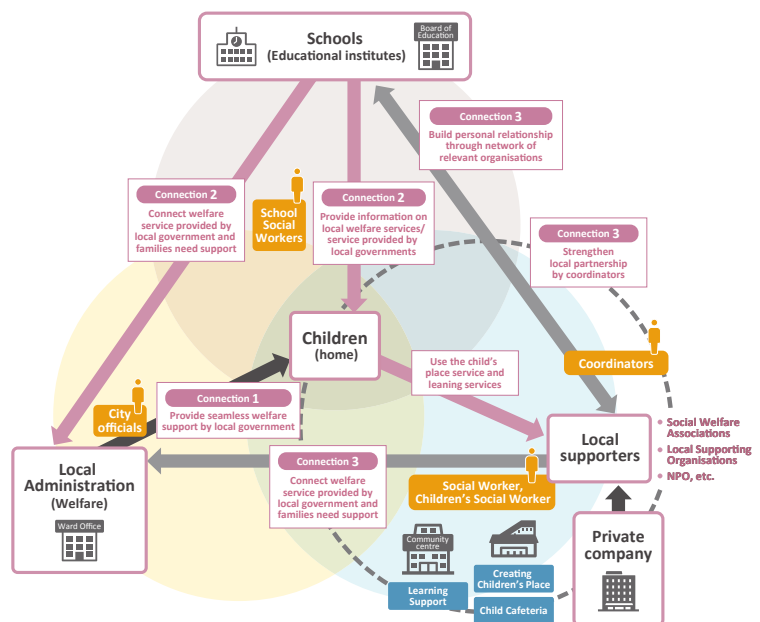 Schools
(Educational institutes)
Board of
Education
Connection 3
Build personal relationship
through network of
relevant organisations
Connection 2
Connect welfare
service provided by
local government and
families need support
School
Social
Workers
Connection 2
Provide information on
local welfare services/
service provided by
local governments
Connection 3
Strengthen
local partnership
by coordinators
Children
(home)
Use the child's
place service and
leaning services
Coordinators
City
officials
Connection 1
Provide seamless welfare
support by local government
Local
supporters
• Social Welfare
Associations
• Local Supporting
Organisations
• NPO, etc.
Local
Administration
(Welfare)
Ward Office
Connection 3
Connect welfare
service provided by
local government and
families need support
Social Worker,
Children's Social Worker
Private
company
Community
centre
Learning
Support
Creating
Children's Place
Child Cafeteria